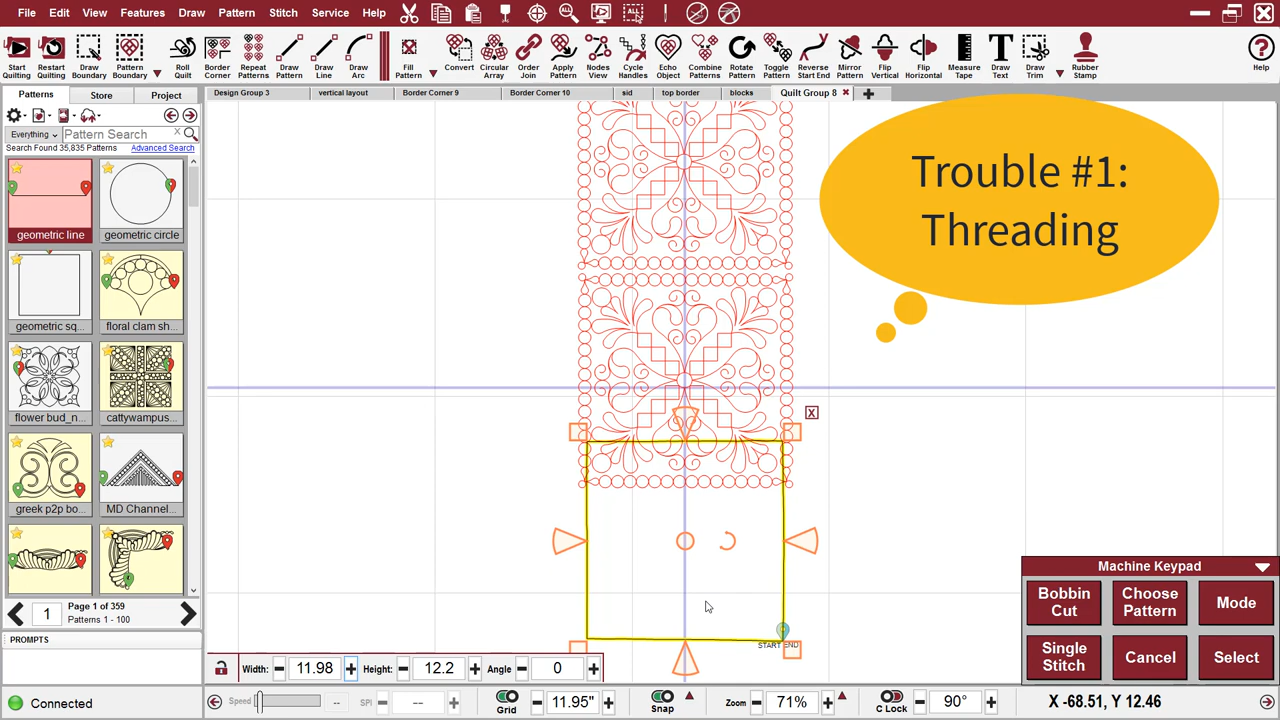 File Edit View Features Draw Pattern Stitch Service Help
ALL
Start Quilting
Restart Quilting
Draw Boundary
Pattern Boundary
Roll Quilt
Border Corner
Repeat Patterns
Draw Pattern
Draw Line
Draw Arc
Fill Pattern
Convert
Circular Array
Order Join
Apply Pattern
Nodes View
Cycle Handles
Echo Object
Combine Patterns
Rotate Pattern
Toggle Pattern
Reverse Start End
Mirror Pattern
Flip Vertical
Flip Horizontal
Measure Tape
Draw Text
Draw Trim
Rubber Stamp
Help
Patterns Store Project
Design Group 3 vertical layout Border Corner 9 Border Corner 10 sid top border blocks Quilt Group 8
Everything Pattern Search X
Search Found 35,835 Patterns Advanced Search
geometric line geometric circle
geometric sq... floral clam sh...
flower bud_n... cattywampus...
greek p2p bo... MD Channel...
Page 1 of 359
1
Patterns 1 - 100
PROMPTS
Trouble #1:
Threading
X
START END
Machine Keypad
Bobbin Cut
Choose Pattern
Mode
Single Stitch
Cancel
Select
Width: 11.98 Height: 12.2 Angle 0
Connected
Speed SPI -- Grid 11.95" Snap Zoom 71% C Lock 90° X -68.51, Y 12.46